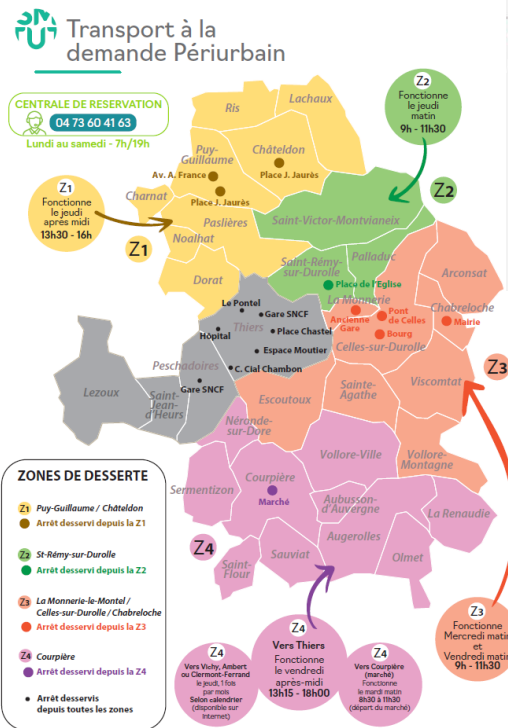 SMUT
Transport à la
demande Périurbain
CENTRALE DE RESERVATION
04 73 60 41 63
Lundi au samedi - 7h/19h
Z2
Fonctionne
le jeudi
matin
9h - 11h30
Z1
Fonctionne
le jeudi
après midi
13h30 - 16h
Ris
Lachaux
Puy-
Guillaume
Châteldon
Av. A. France
Place J. Jaurès
Place J. Jaurès
Charnat
Paslières
Noalhat
Z1
Dorat
Z2
Saint-Victor-Montvianeix
Saint-Rémy-
sur-Durolle
Palladuc
Place de l'Eglise
Arconsat
La Monnerie
Chabreloche
Ancienne
Gare
Pont
de Celles
Mairie
Bourg
Celles-sur-Durolle
Le Pontel
Gare SNCF
Thiers
Hôpital
Place Chastel
Espace Moutier
C. Cial Chambon
Peschadoires
Gare SNCF
Lezoux
Saint-
Jean-
d'Heurs
Escoutoux
Sainte-
Agathe
Viscomtat
Z3
Néronde-
sur-Dore
Vollore-Ville
Vollore-
Montagne
Sermentizon
Courpière
Marché
Aubusson-
d'Auvergne
La Renaudie
Augerolles
Z4
Sauviat
Olmet
Saint-
Flour
ZONES DE DESSERTE
Z1 Puy-Guillaume / Châteldon
Arrêt desservi depuis la Z1
Z2 St-Rémy-sur-Durolle
Arrêt desservi depuis la Z2
Z3 La Monnerie-le-Montel /
Celles-sur-Durolle / Chabreloche
Arrêt desservi depuis la Z3
Z4 Courpière
Arrêt desservi depuis la Z4
Arrêt desservis
depuis toutes les zones
Z4
Vers Vichy, Ambert
ou Clermont-Ferrand
le jeudi, 1 fois
par mois
Selon calendrier
(disponible sur
internet)
Z4
Vers Thiers
Fonctionne
le vendredi
après-midi
13h15 - 18h00
Z4
Vers Courpière
(marché)
Fonctionne
le mardi matin
8h30 à 11h30
(départ du marché)
Z3
Fonctionne
Mercredi matin
et
Vendredi matin
9h - 11h30